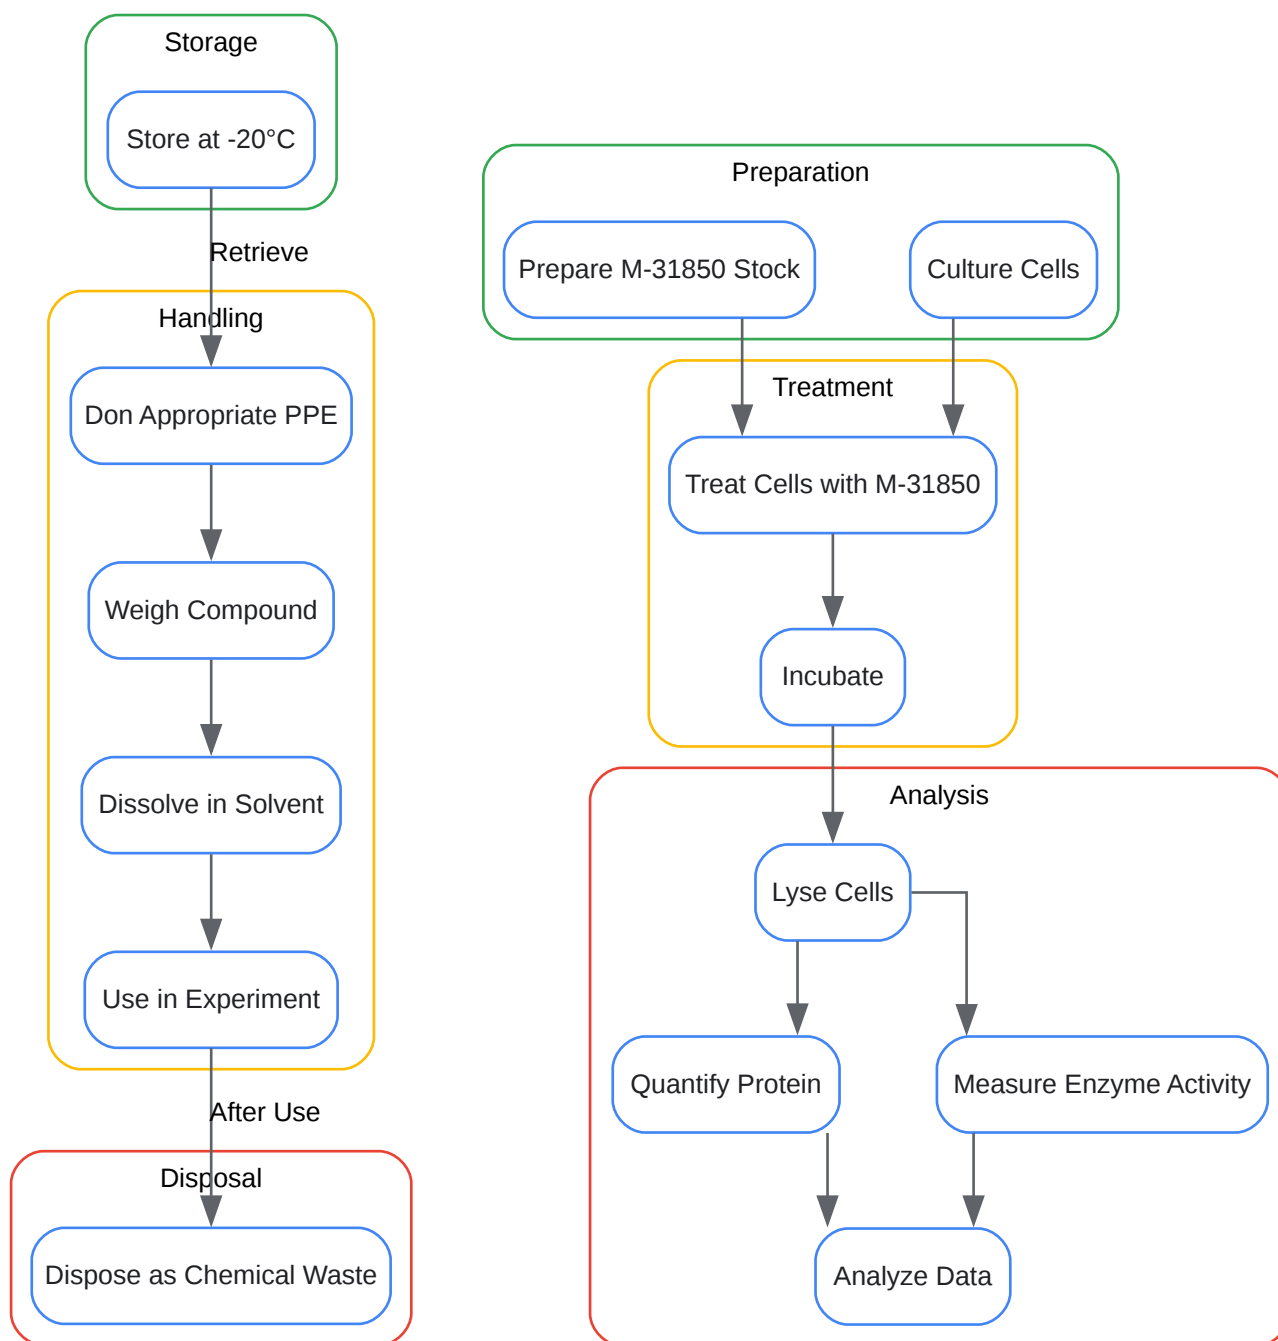 Storage
Store at -20°C
Retrieve
Handling
Don Appropriate PPE
Weigh Compound
Dissolve in Solvent
Use in Experiment
After Use
Disposal
Dispose as Chemical Waste
Preparation
Prepare M-31850 Stock
Culture Cells
Treatment
Treat Cells with M-31850
Incubate
Analysis
Lyse Cells
Quantify Protein
Measure Enzyme Activity
Analyze Data